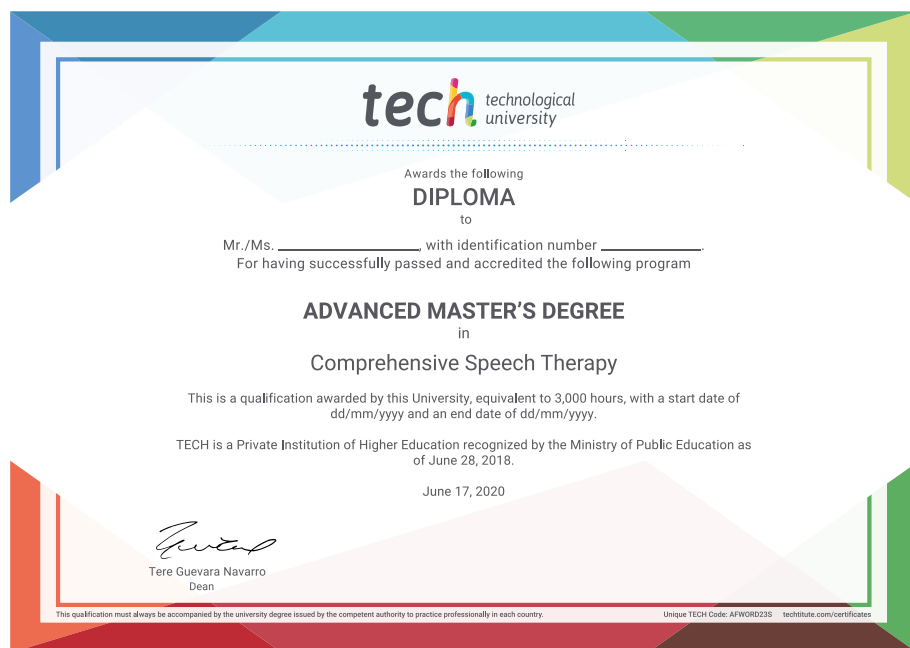 tech technological
university
Awards the following
DIPLOMA
to
Mr./Ms. ____________________, with identification number ______________.
For having successfully passed and accredited the following program
ADVANCED MASTER’S DEGREE
in
Comprehensive Speech Therapy
This is a qualification awarded by this University, equivalent to 3,000 hours, with a start date of
dd/mm/yyyy and an end date of dd/mm/yyyy.
TECH is a Private Institution of Higher Education recognized by the Ministry of Public Education as
of June 28, 2018.
June 17, 2020
Tere Guevara Navarro
Dean
This qualification must always be accompanied by the university degree issued by the competent authority to practice professionally in each country. Unique TECH Code: AFWORD23S techtitute.com/certificates